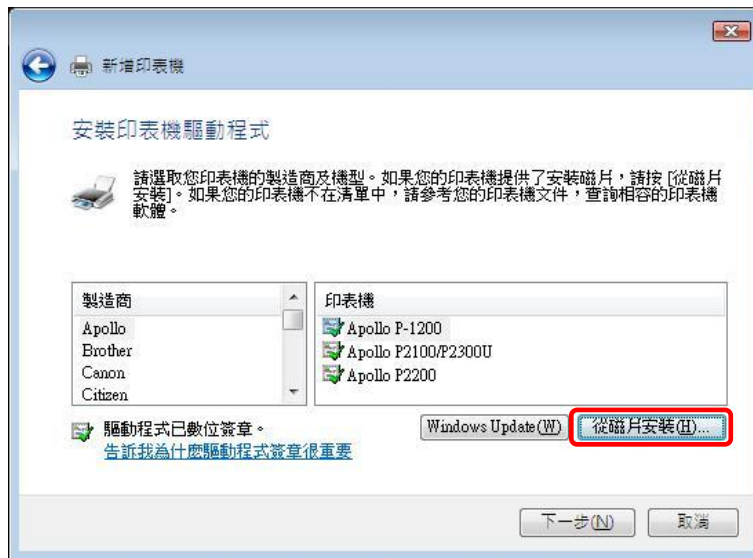 新增印表機
安裝印表機驅動程式
請選取您印表機的製造商及機型。如果您的印表機提供了安裝磁片，請按 [從磁片
安裝]。如果您的印表機不在清單中，請參考您的印表機文件，查詢相容的印表機
軟體。
製造商
Apollo
Brother
Canon
Citizen
印表機
Apollo P-1200
Apollo P2100/P2300U
Apollo P2200
驅動程式已數位簽章。
告訴我為什麼驅動程式簽章很重要
Windows Update(W)
從磁片安裝(H)...
下一步(N)
取消